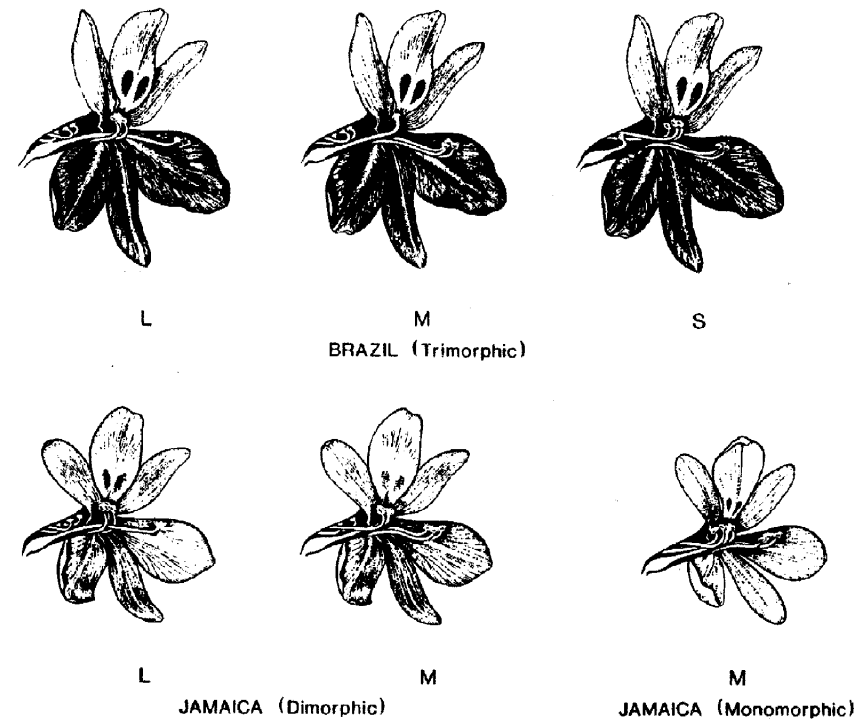 L M S
BRAZIL (Trimorphic)
L M M
JAMAICA (Dimorphic) JAMAICA (Monomorphic)